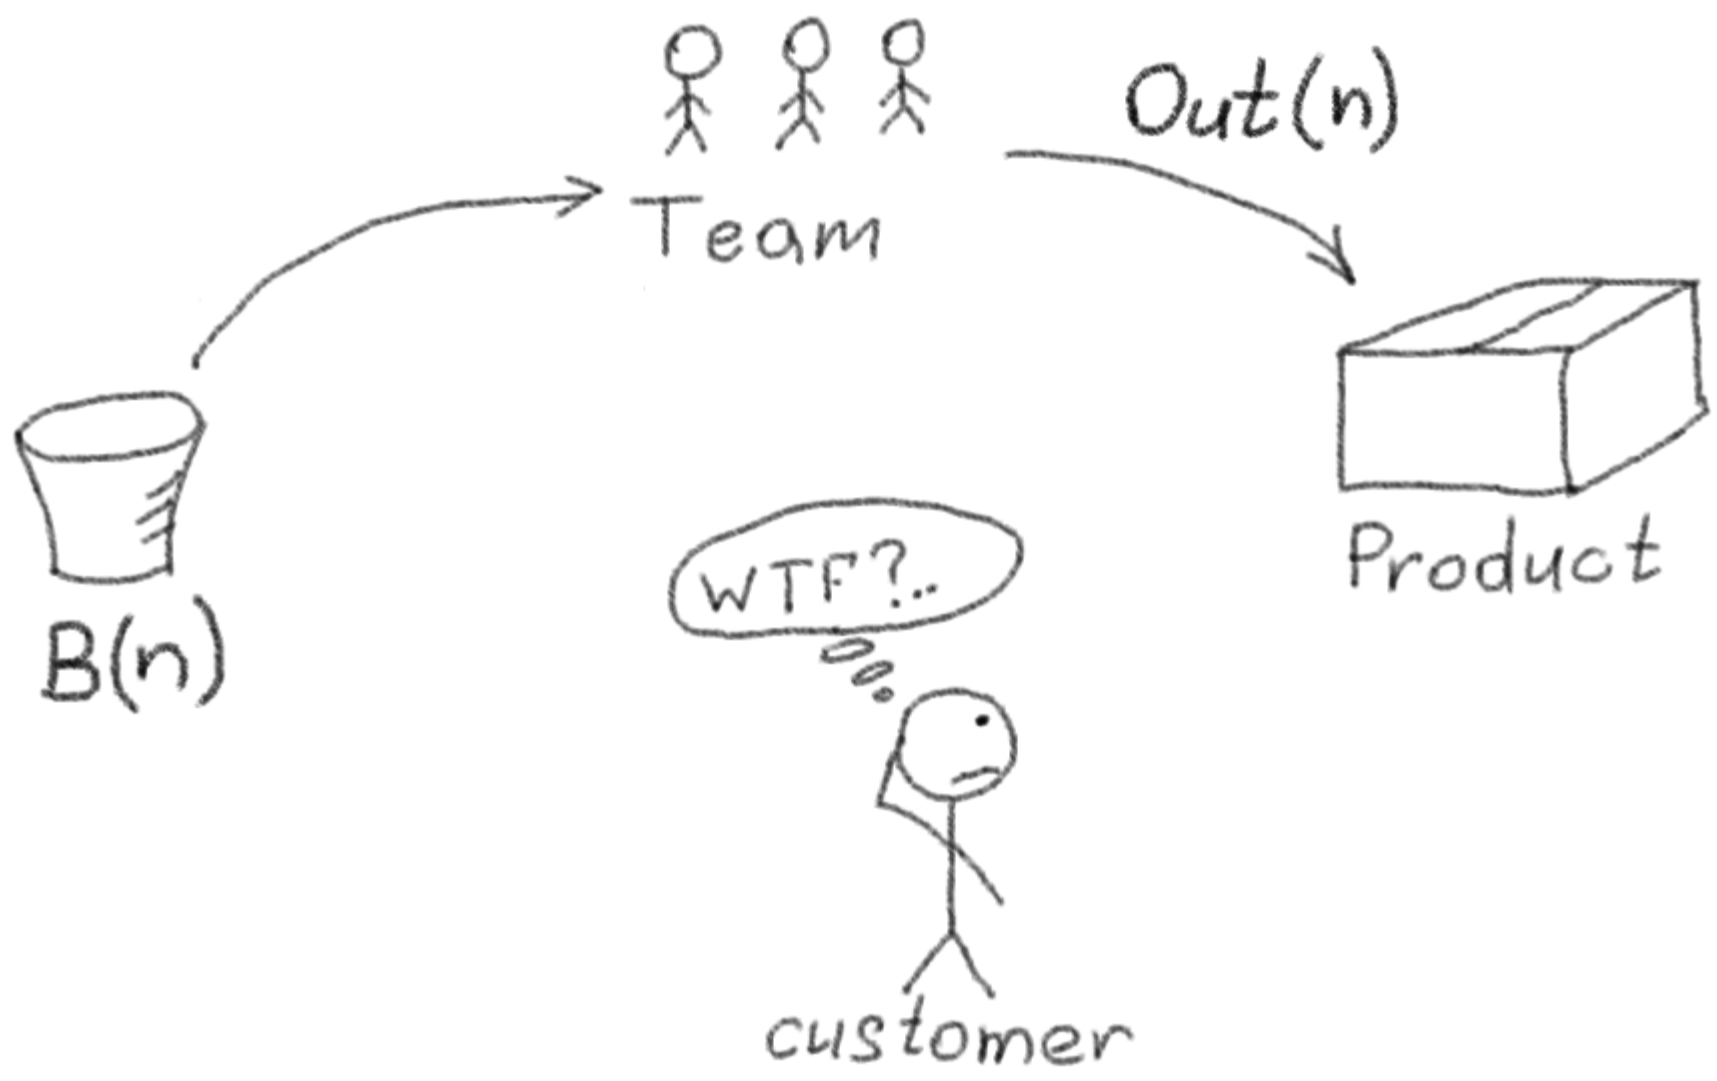 Out(n)
Team
Product
WTF?..
B(n)
customer